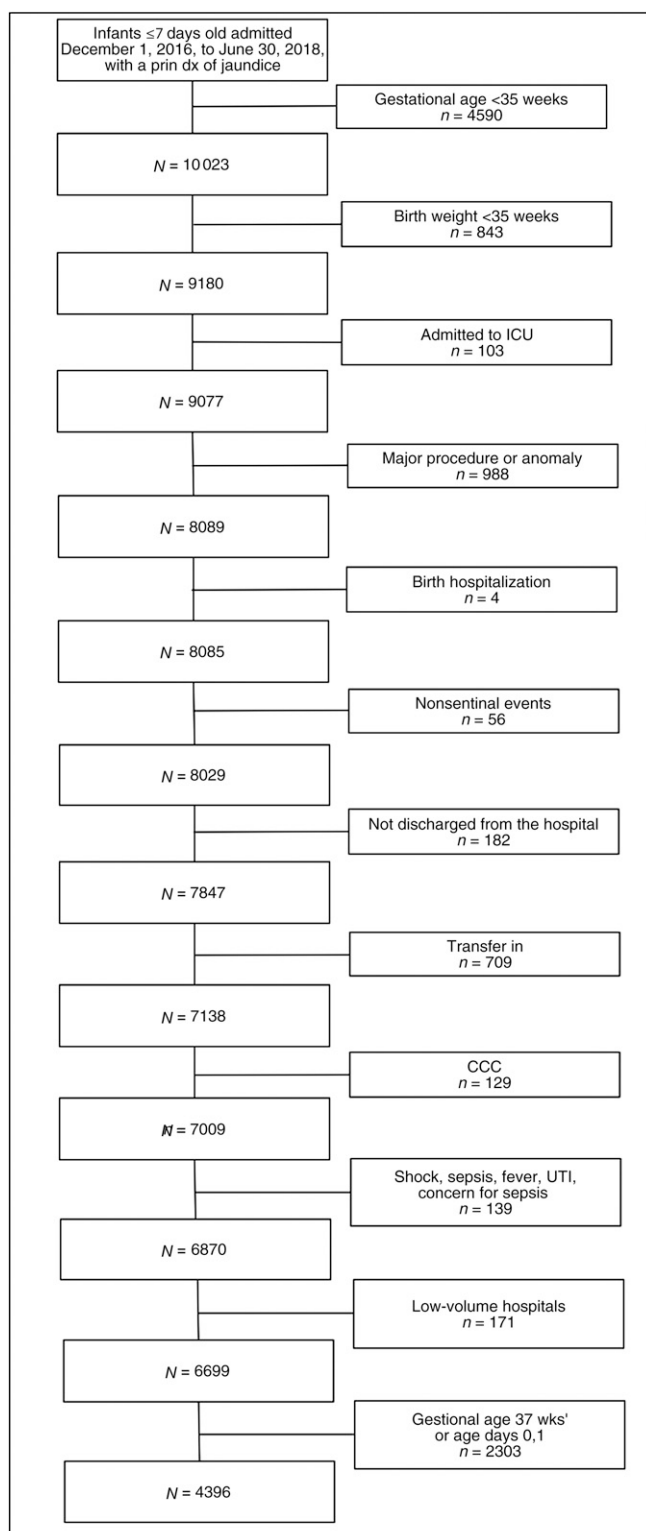 Infants ≤7 days old admitted
December 1, 2016, to June 30, 2018,
with a prin dx of jaundice
Gestational age <35 weeks
n = 4590
N = 10 023
Birth weight <35 weeks
n = 843
N = 9180
Admitted to ICU
n = 103
N = 9077
Major procedure or anomaly
n = 988
N = 8089
Birth hospitalization
n = 4
N = 8085
Nonsentinal events
n = 56
N = 8029
Not discharged from the hospital
n = 182
N = 7847
Transfer in
n = 709
N = 7138
CCC
n = 129
N = 7009
Shock, sepsis, fever, UTI,
concern for sepsis
n = 139
N = 6870
Low-volume hospitals
n = 171
N = 6699
Gestional age 37 wks'
or age days 0,1
n = 2303
N = 4396